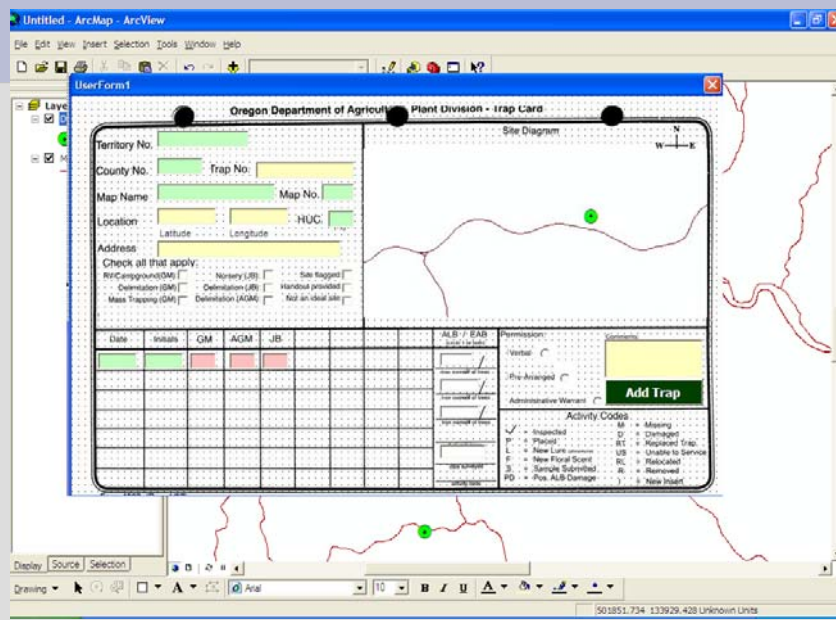 Untitled - ArcMap - ArcView
File Edit View Insert Selection Tools Window Help
UserForm1
Laye
Oregon Department of Agricultu Plant Division - Trap Card
Site Diagram
N
W E
Territory No.
County No. Trap No.
Map Name Map No.
Location HUC
Latitude Longitude
Address
Check all that apply:
RV/Campground(GM) Nursery (JB) Site flagged
Delimitation (GM) Delimitation (JB) Handout provided
Mass Trapping (GM) Delimitation (AGM) Not an ideal site
Date Initials GM AGM JB ALB / EAB
Permission:
Comments:
Verbal
Pre-Arranged
Administrative Warrant
Add Trap
Activity Codes
= Inspected
P = Placed
L = New Lure
F = New Floral Scent
S = Sample Submitted
PD = Pos. ALB Damage
M = Missing
D = Damaged
RT = Replaced Trap
US = Unable to Service
RL = Relocated
R = Removed
I = New Insert
Display Source Selection
Drawing Arial 10 B I U A
501851.734 133929.428 Unknown Units